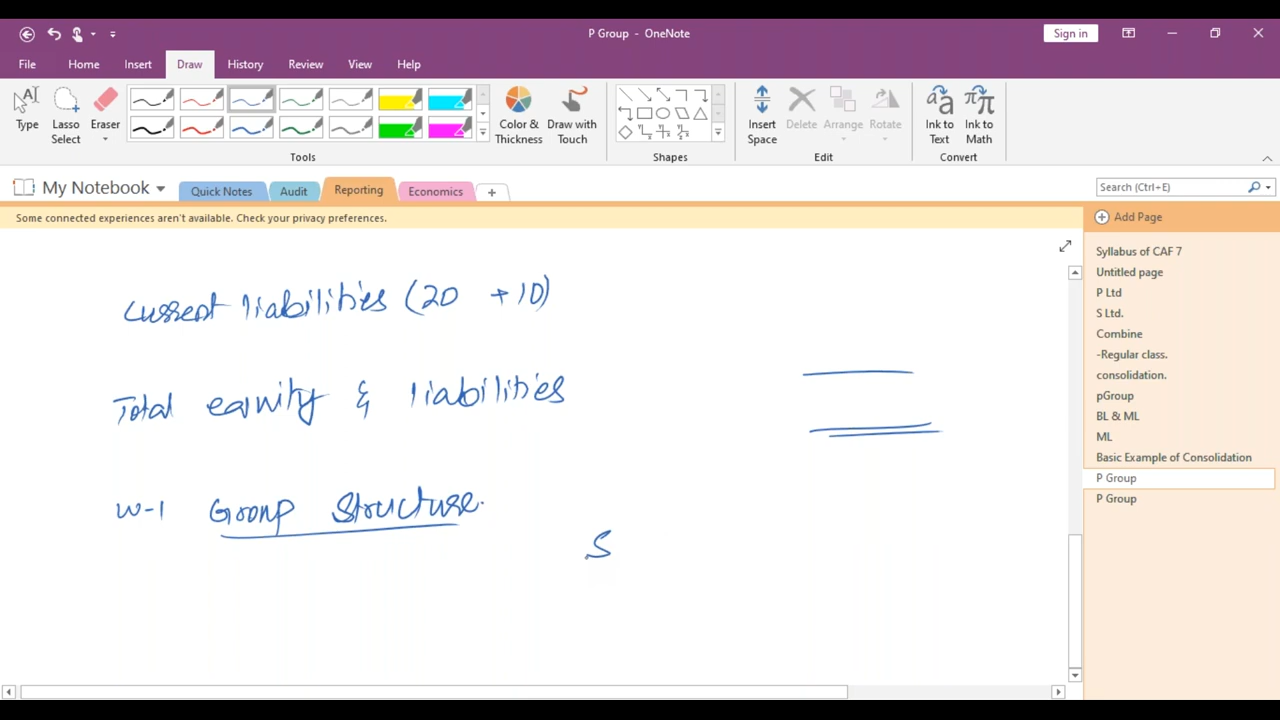 P Group - OneNote
Sign in
File Home Insert Draw History Review View Help
Type
Lasso Select
Eraser
Color & Thickness
Draw with Touch
Insert Space
Delete
Arrange
Rotate
Ink to Text
Ink to Math
Tools
Shapes
Edit
Convert
My Notebook
Quick Notes
Audit
Reporting
Economics
Search (Ctrl+E)
Some connected experiences aren't available. Check your privacy preferences.
Add Page
Syllabus of CAF 7
Untitled page
P Ltd
S Ltd.
Combine
-Regular class.
consolidation.
pGroup
BL & ML
ML
Basic Example of Consolidation
P Group
P Group
Current liabilities (20 + 10)
Total equity & liabilities
W-1 Group Structure.
S